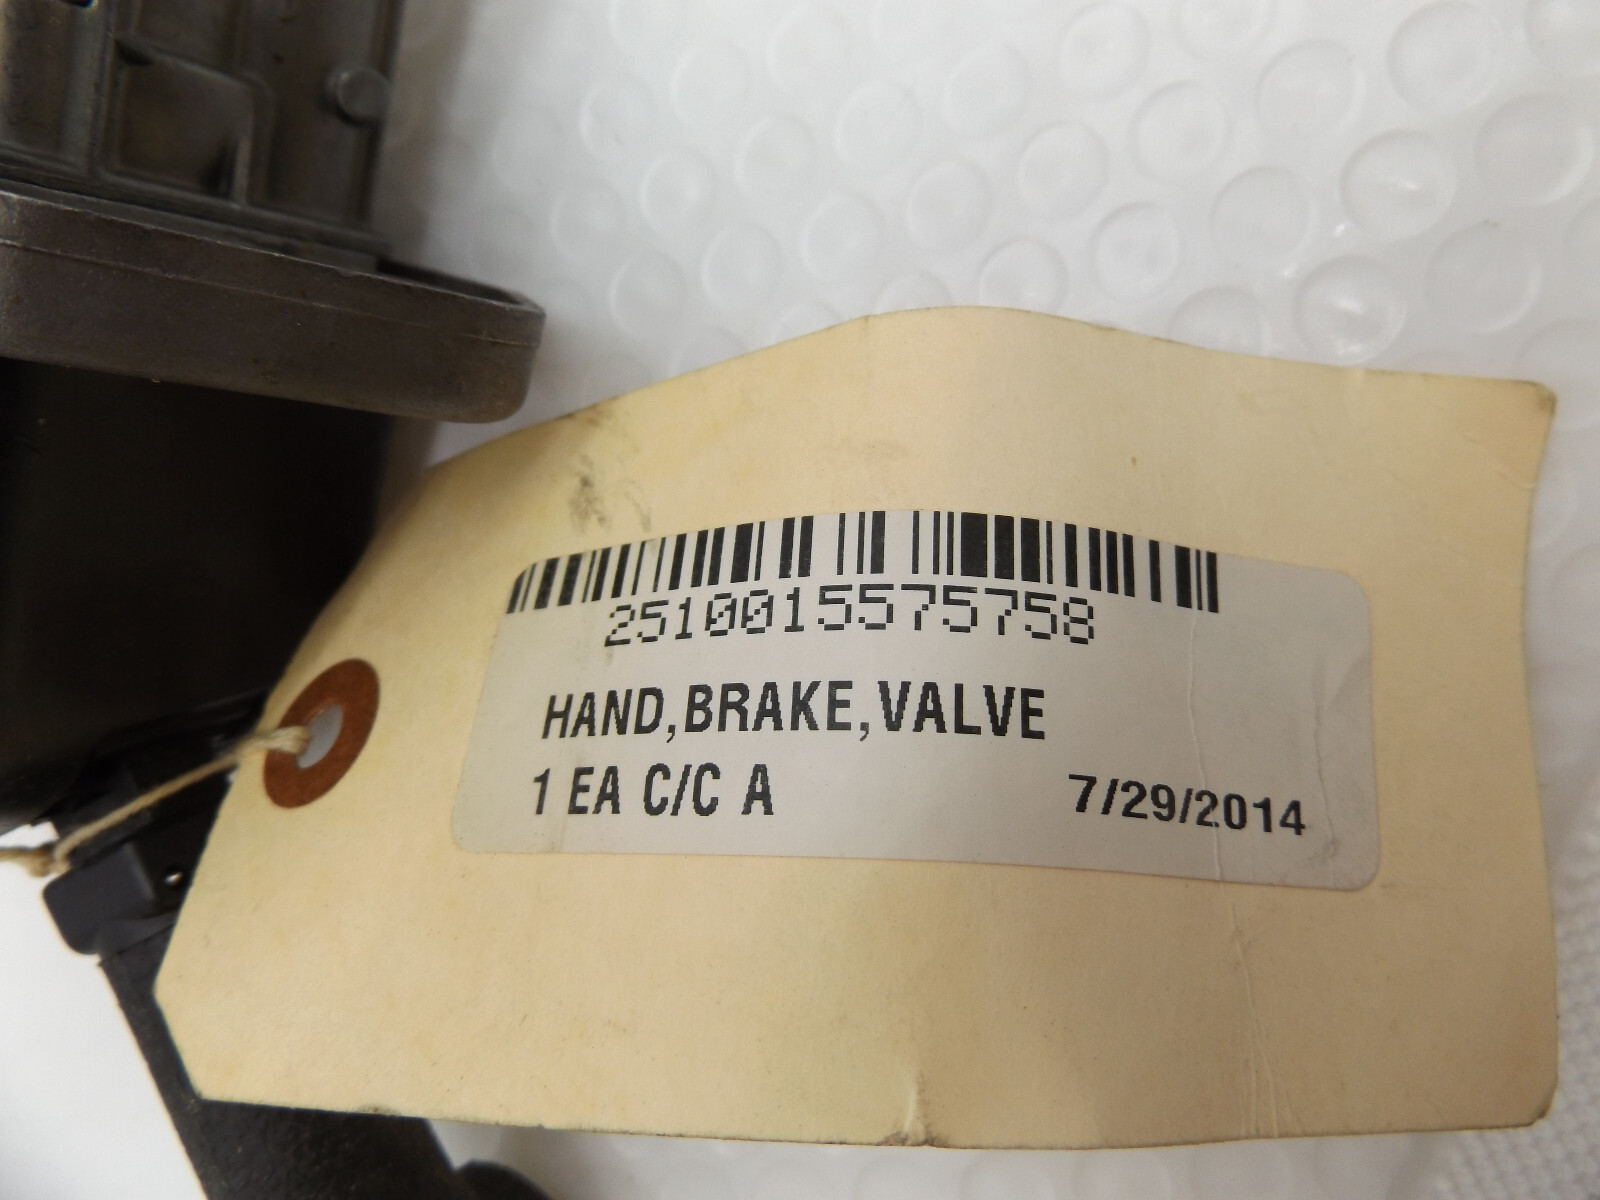 2510015575758
HAND,BRAKE,VALVE
1 EA C/C A 7/29/2014